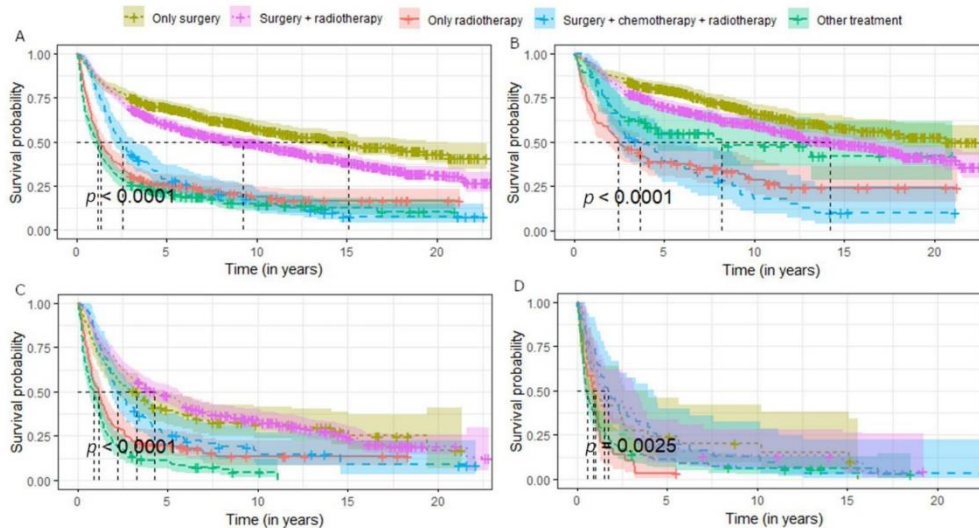 Only surgery Surgery + radiotherapy Only radiotherapy Surgery + chemotherapy + radiotherapy Other treatment
A
1.00
0.75
0.50
0.25
0.00
Survival probability
p < 0.0001
0 5 10 15 20
Time (in years)
B
1.00
0.75
0.50
0.25
0.00
Survival probability
p < 0.0001
0 5 10 15 20
Time (in years)
C
1.00
0.75
0.50
0.25
0.00
Survival probability
p < 0.0001
0 5 10 15 20
Time (in years)
D
1.00
0.75
0.50
0.25
0.00
Survival probability
p = 0.0025
0 5 10 15 20
Time (in years)